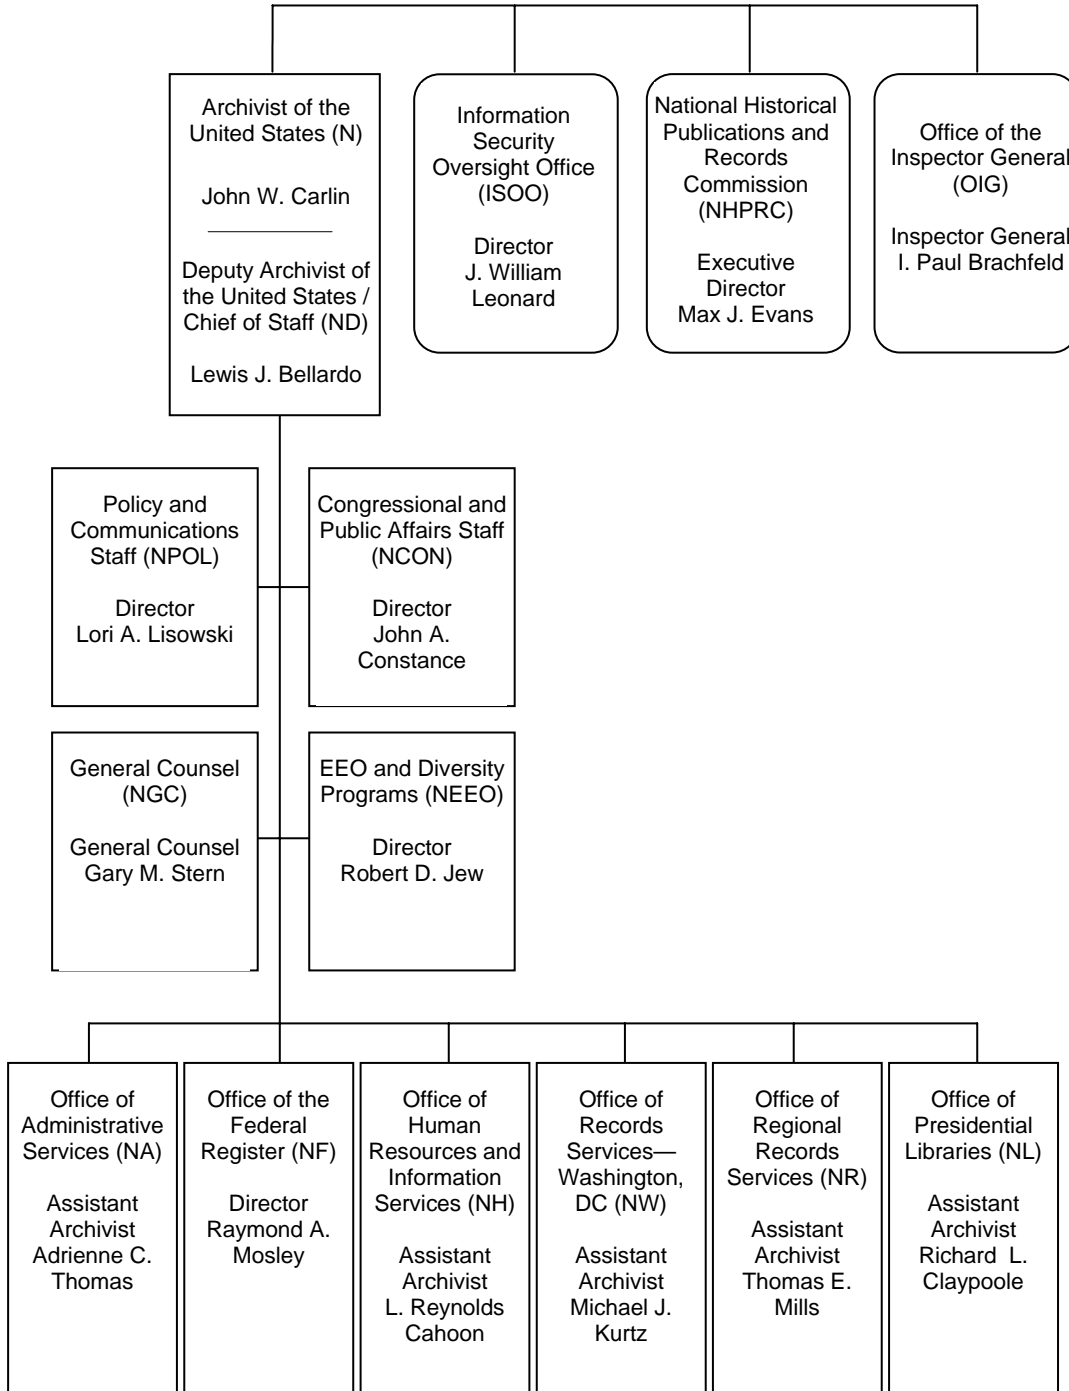 Archivist of the
United States (N)
John W. Carlin
Deputy Archivist of
the United States /
Chief of Staff (ND)
Lewis J. Bellardo
Information
Security
Oversight Office
(ISOO)
Director
J. William
Leonard
National Historical
Publications and
Records
Commission
(NHPRC)
Executive
Director
Max J. Evans
Office of the
Inspector General
(OIG)
Inspector General
I. Paul Brachfeld
Policy and
Communications
Staff (NPOL)
Director
Lori A. Lisowski
Congressional and
Public Affairs Staff
(NCON)
Director
John A.
Constance
General Counsel
(NGC)
General Counsel
Gary M. Stern
EEO and Diversity
Programs (NEEO)
Director
Robert D. Jew
Office of
Administrative
Services (NA)
Assistant
Archivist
Adrienne C.
Thomas
Office of the
Federal
Register (NF)
Director
Raymond A.
Mosley
Office of
Human
Resources and
Information
Services (NH)
Assistant
Archivist
L. Reynolds
Cahoon
Office of
Records
Services—
Washington,
DC (NW)
Assistant
Archivist
Michael J.
Kurtz
Office of
Regional
Records
Services (NR)
Assistant
Archivist
Thomas E.
Mills
Office of
Presidential
Libraries (NL)
Assistant
Archivist
Richard L.
Claypoole